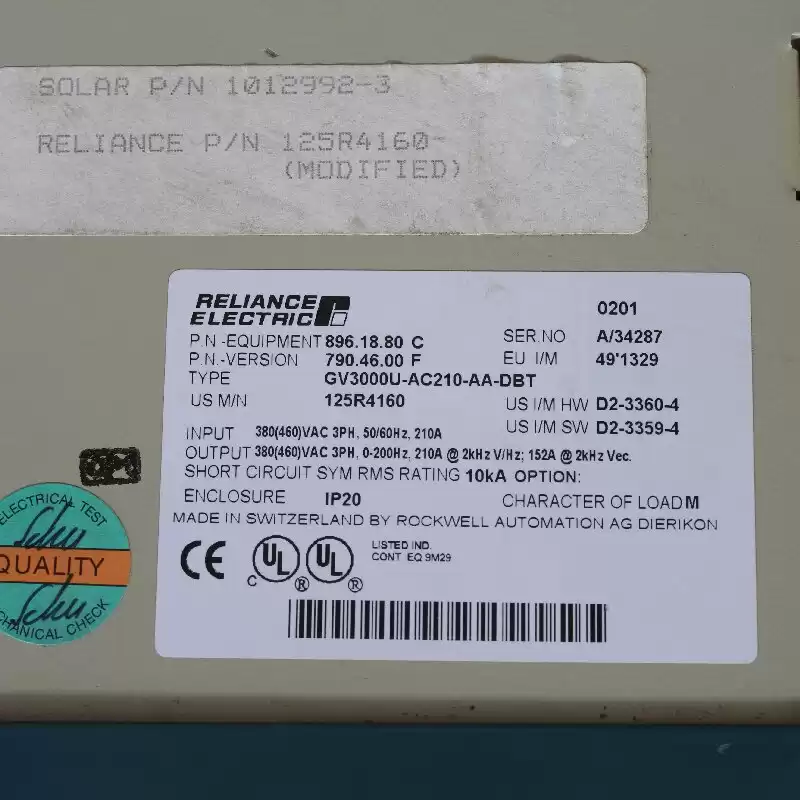 SOLAR P/N 1012992-3
RELIANCE P/N 125R4160-
(MODIFIED)
RELIANCE
ELECTRIC
0201
P.N.-EQUIPMENT 896.18.80 C SER.NO A/34287
P.N.-VERSION 790.46.00 F EU I/M 49'1329
TYPE GV3000U-AC210-AA-DBT
US M/N 125R4160 US I/M HW D2-3360-4
US I/M SW D2-3359-4
INPUT 380(460)VAC 3PH, 50/60Hz, 210A
OUTPUT 380(460)VAC 3PH, 0-200Hz, 210A @ 2kHz V/Hz; 152A @ 2kHz Vec.
SHORT CIRCUIT SYM RMS RATING 10kA OPTION:
ENCLOSURE IP20 CHARACTER OF LOAD M
MADE IN SWITZERLAND BY ROCKWELL AUTOMATION AG DIERIKON
CE C UL ® UL ® LISTED IND.
CONT EQ 9M29
ELECTRICAL TEST
QUALITY
CHANICAL CHECK